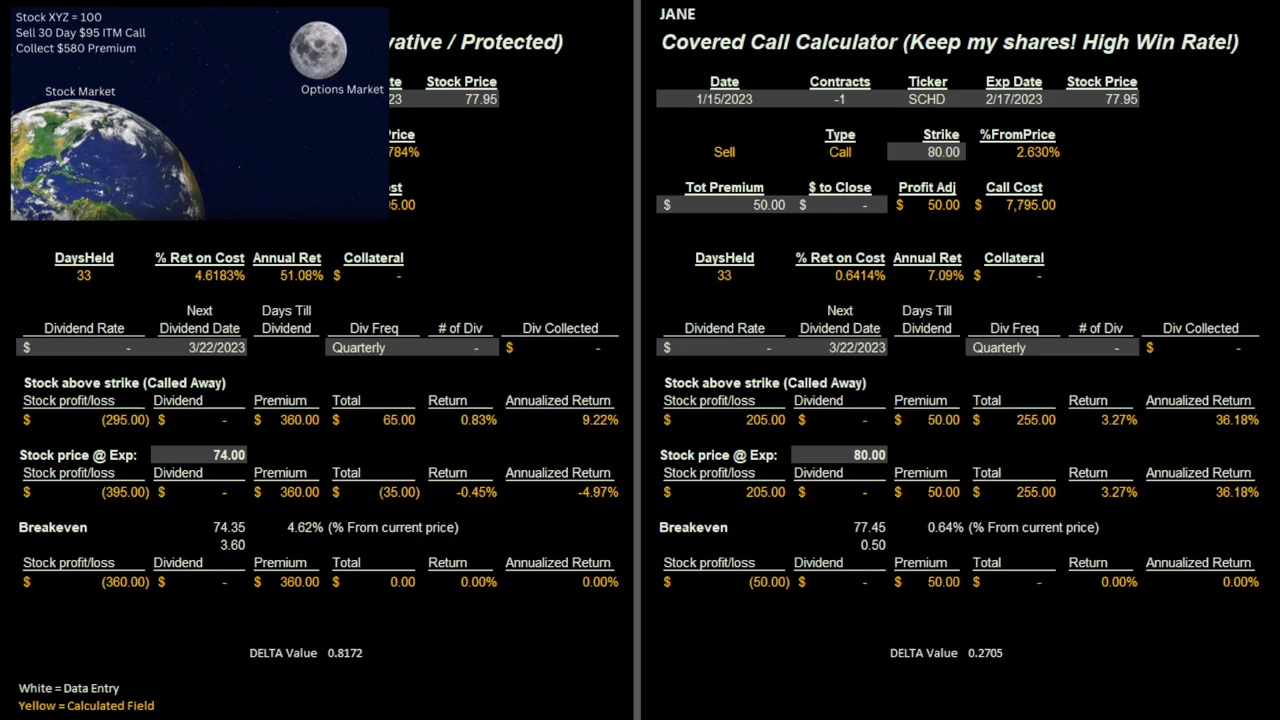 Stock XYZ = 100
Sell 30 Day $95 ITM Call
Collect $580 Premium
Stock Market
Options Market
vative / Protected)
te Stock Price
23 77.95
Price
784%
st
95.00
DaysHeld % Ret on Cost Annual Ret Collateral
33 4.6183% 51.08% $ -
Next Days Till
Dividend Rate Dividend Date Dividend Div Freq # of Div Div Collected
$ - 3/22/2023 Quarterly - $ -
Stock above strike (Called Away)
Stock profit/loss Dividend Premium Total Return Annualized Return
$ (295.00) $ - $ 360.00 $ 65.00 0.83% 9.22%
Stock price @ Exp: 74.00
Stock profit/loss Dividend Premium Total Return Annualized Return
$ (395.00) $ - $ 360.00 $ (35.00) -0.45% -4.97%
Breakeven 74.35 4.62% (% From current price)
3.60
Stock profit/loss Dividend Premium Total Return Annualized Return
$ (360.00) $ - $ 360.00 $ 0.00 0.00% 0.00%
DELTA Value 0.8172
White = Data Entry
Yellow = Calculated Field
JANE
Covered Call Calculator (Keep my shares! High Win Rate!)
Date Contracts Ticker Exp Date Stock Price
1/15/2023 -1 SCHD 2/17/2023 77.95
Type Strike %FromPrice
Sell Call 80.00 2.630%
Tot Premium $ to Close Profit Adj Call Cost
$ 50.00 $ - $ 50.00 $ 7,795.00
DaysHeld % Ret on Cost Annual Ret Collateral
33 0.6414% 7.09% $ -
Next Days Till
Dividend Rate Dividend Date Dividend Div Freq # of Div Div Collected
$ - 3/22/2023 Quarterly - $ -
Stock above strike (Called Away)
Stock profit/loss Dividend Premium Total Return Annualized Return
$ 205.00 $ - $ 50.00 $ 255.00 3.27% 36.18%
Stock price @ Exp: 80.00
Stock profit/loss Dividend Premium Total Return Annualized Return
$ 205.00 $ - $ 50.00 $ 255.00 3.27% 36.18%
Breakeven 77.45 0.64% (% From current price)
0.50
Stock profit/loss Dividend Premium Total Return Annualized Return
$ (50.00) $ - $ 50.00 $ - 0.00% 0.00%
DELTA Value 0.2705